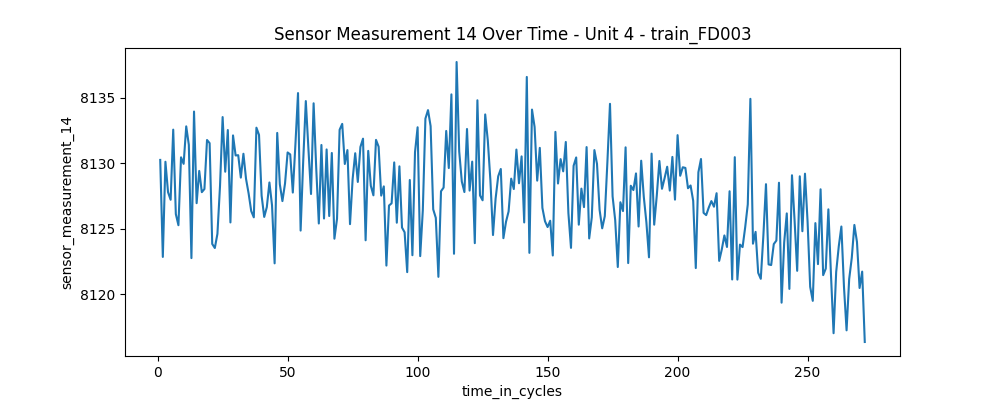 Sensor Measurement 14 Over Time - Unit 4 - train_FD003
sensor_measurement_14
8135
8130
8125
8120
0 50 100 150 200 250
time_in_cycles